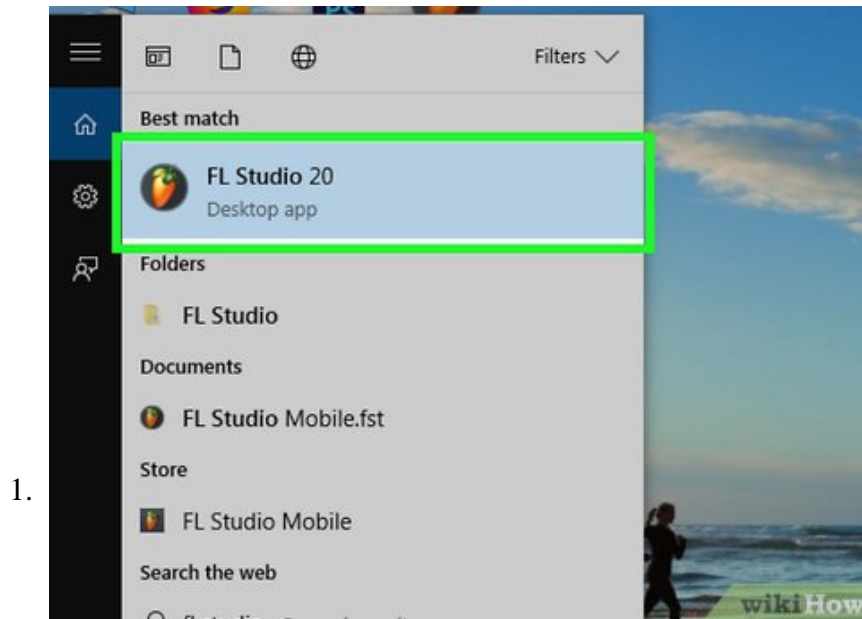 PS
Filters
Best match
FL Studio 20
Desktop app
Folders
FL Studio
Documents
FL Studio Mobile.fst
Store
1.
FL Studio Mobile
Search the web
wikiHow